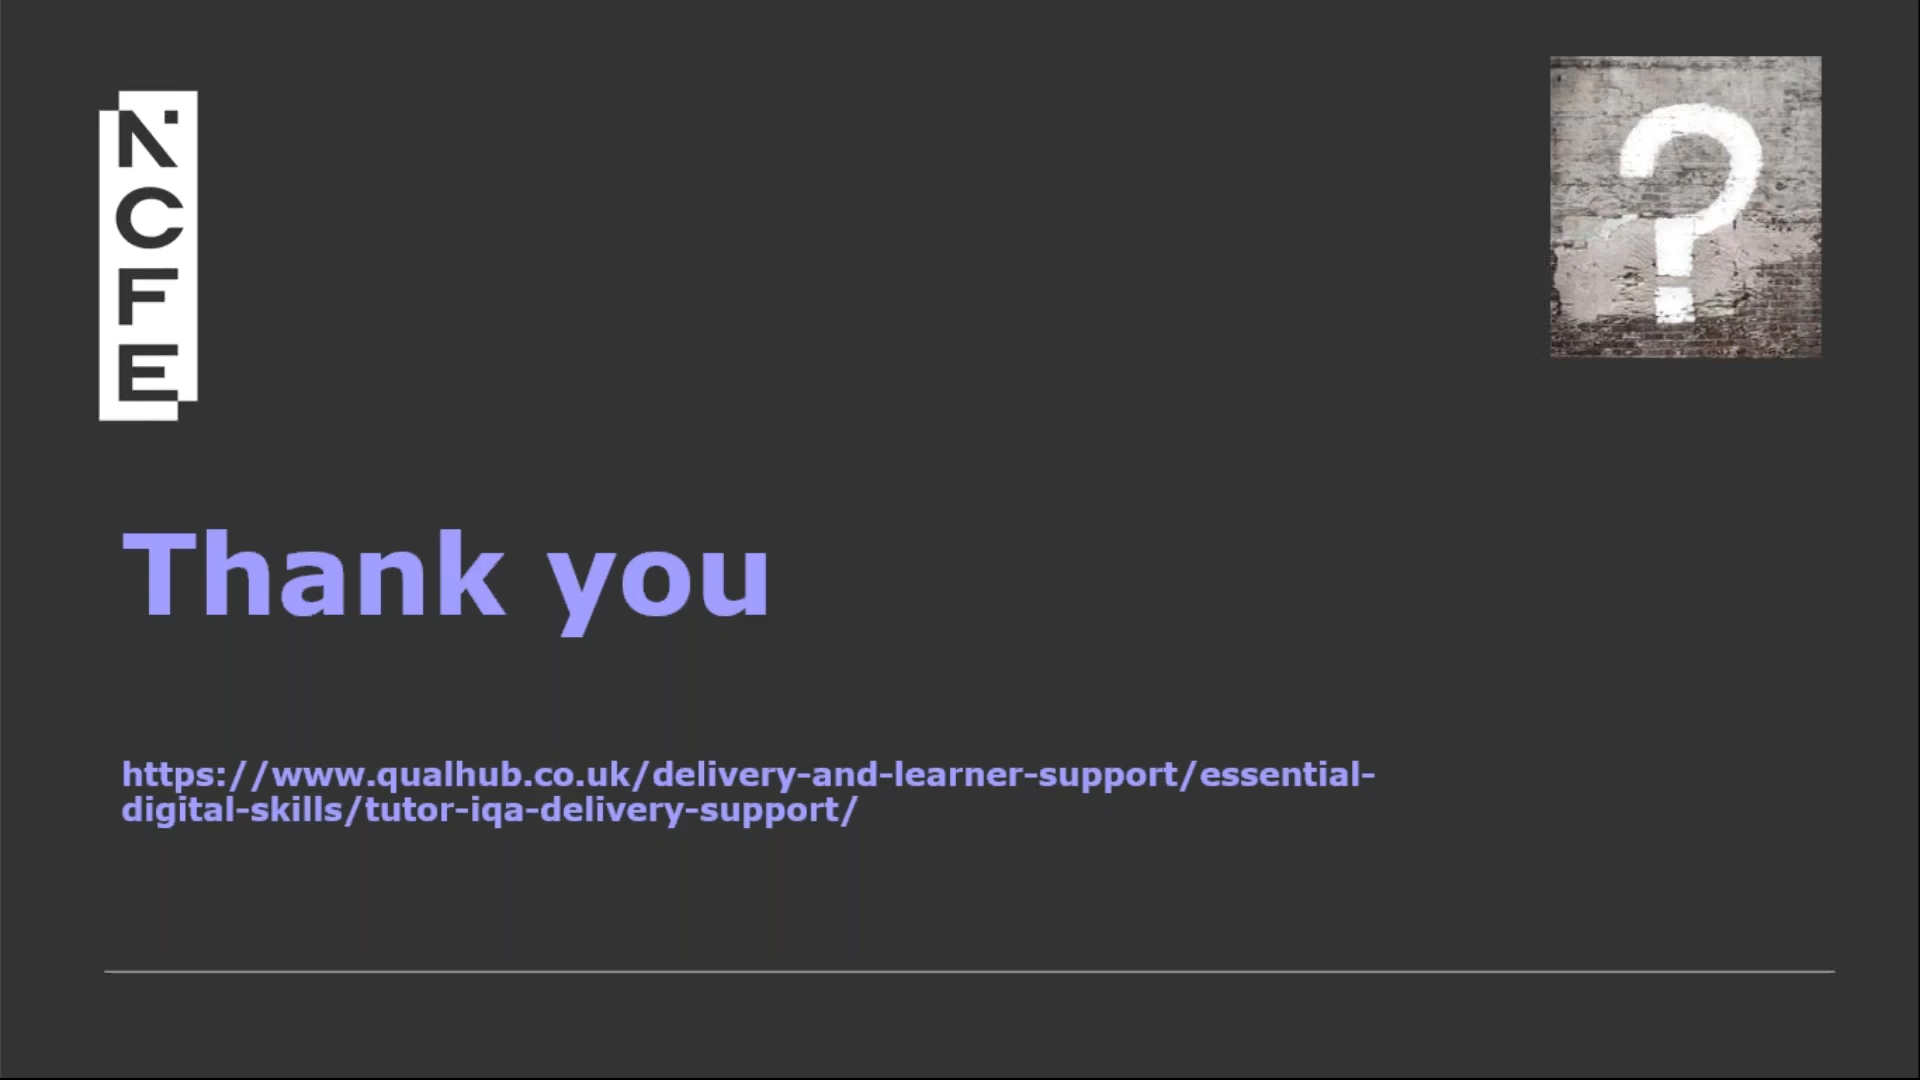 NCFE
?
Thank you
https://www.qualhub.co.uk/delivery-and-learner-support/essential-
digital-skills/tutor-iqa-delivery-support/